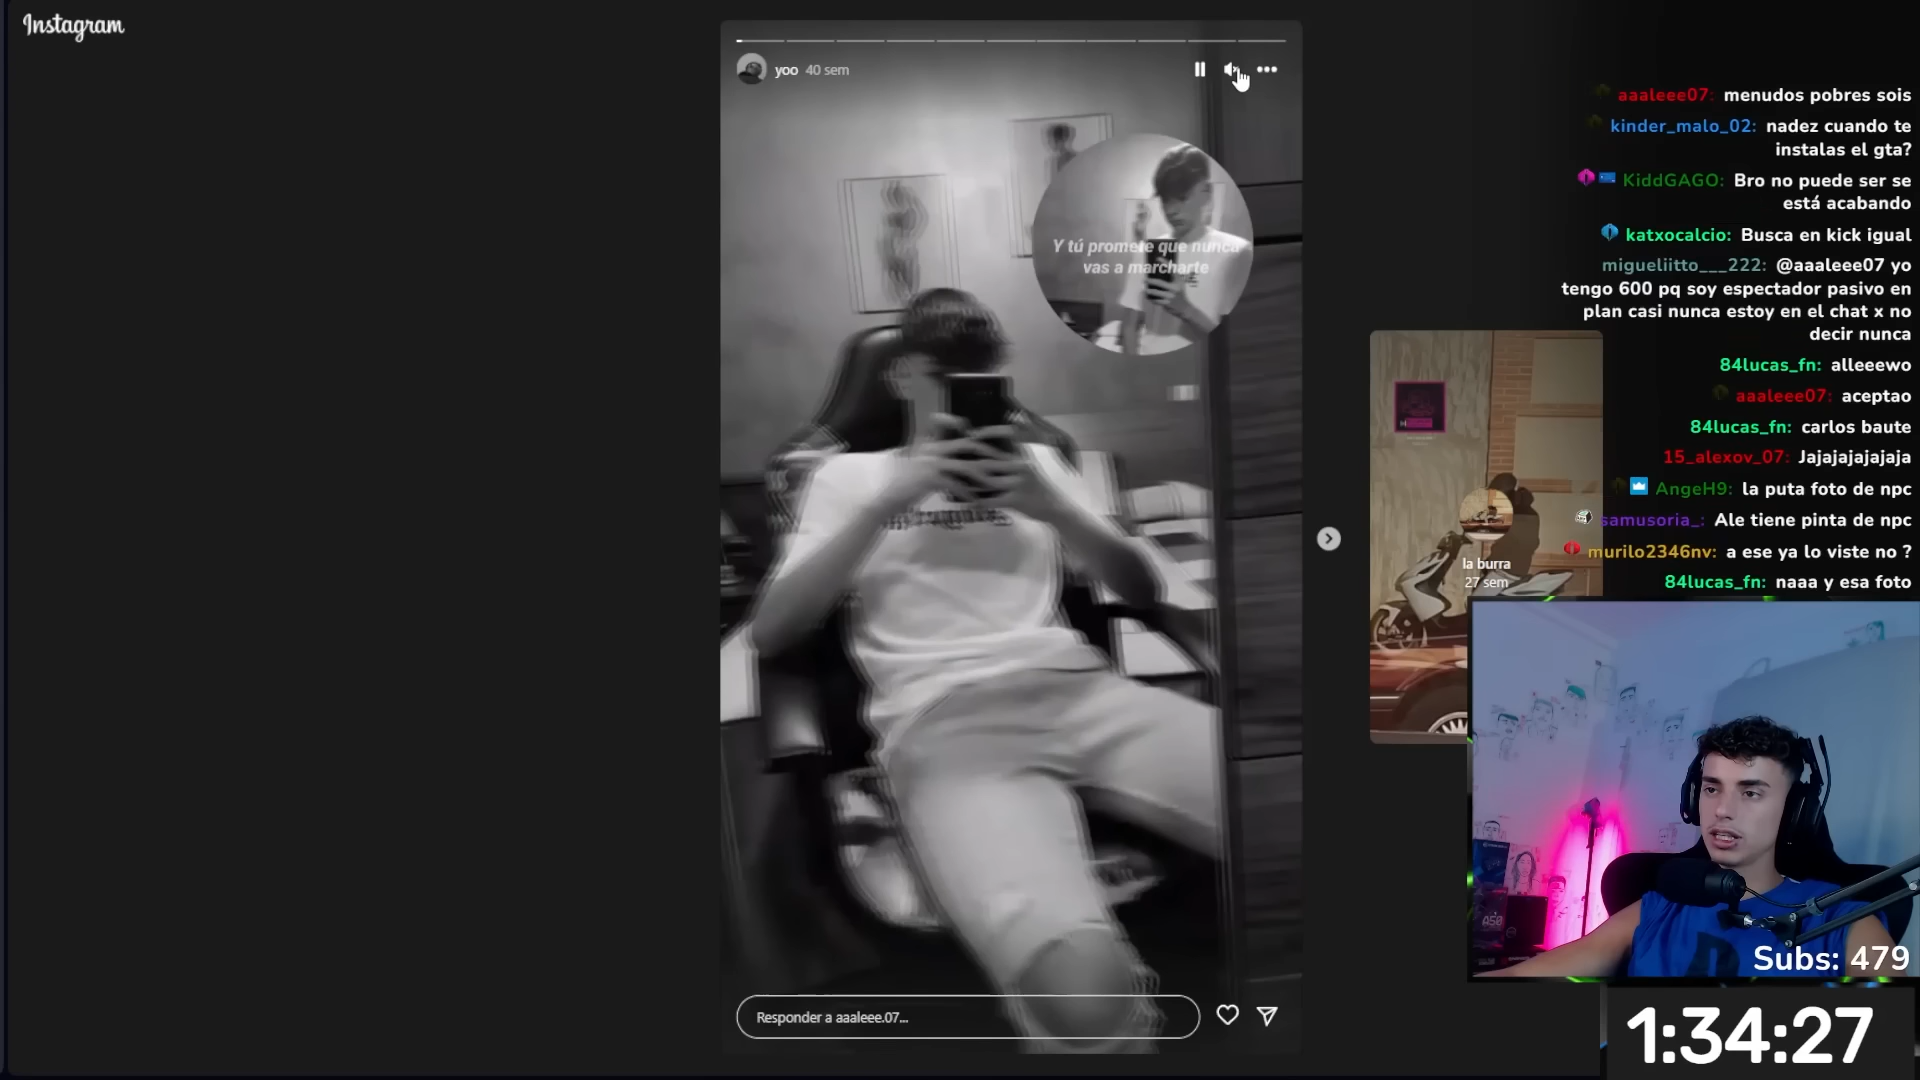 Instagram
yoo 40 sem
Y tú promete que nunca
vas a marcharte
la burra
27 sem
Responder a aaaleee.07...
aaaleee07: menudos pobres sois
kinder_malo_02: nadez cuando te
instalas el gta?
KiddGAGO: Bro no puede ser se
está acabando
katxocalcio: Busca en kick igual
migueliitto___222: @aaaleee07 yo
tengo 600 pq soy espectador pasivo en
plan casi nunca estoy en el chat x no
decir nunca
84lucas_fn: alleeewo
aaaleee07: aceptao
84lucas_fn: carlos baute
15_alexov_07: Jajajajajajaja
AngeH9: la puta foto de npc
samusoria_: Ale tiene pinta de npc
murilo2346nv: a ese ya lo viste no ?
84lucas_fn: naaa y esa foto
Subs: 479
1:34:27